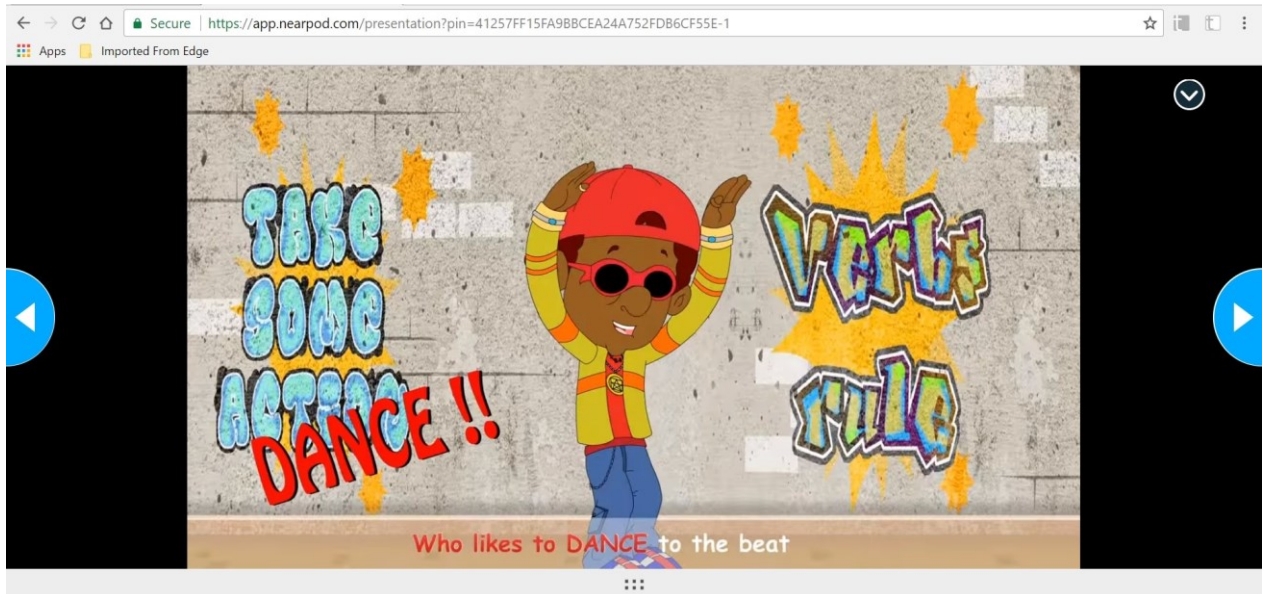 Secure
https://app.nearpod.com/presentation?pin=41257FF15FA9BBCEA24A752FDB6CF55E-1
Apps
Imported From Edge
TAKE
SOME
ACTION
DANCE !!
Verbs
rule
Who likes to DANCE to the beat